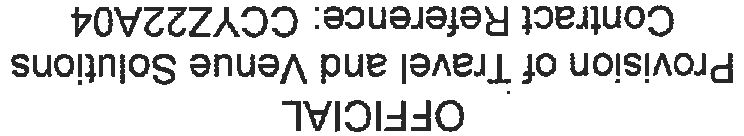 OFFICIAL
Provision of Travel and Venue Solutions
Contract Reference: CCYZ22A04